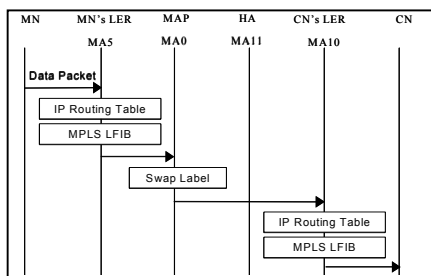 MN MN's LER MAP HA CN's LER CN
MA5 MA0 MA11 MA10
Data Packet
IP Routing Table
MPLS LFIB
Swap Label
IP Routing Table
MPLS LFIB